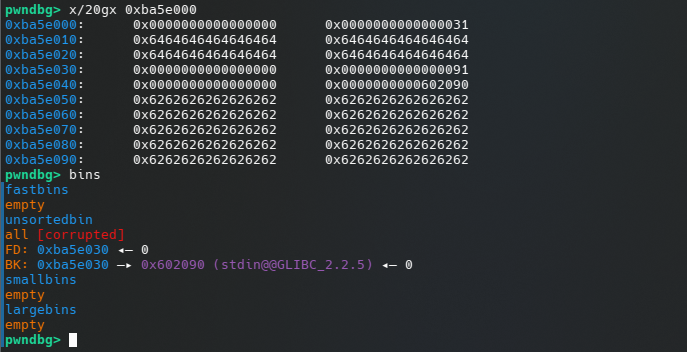 pwndbg> x/20gx 0xba5e000
0xba5e000: 0x0000000000000000 0x0000000000000031
0xba5e010: 0x6464646464646464 0x6464646464646464
0xba5e020: 0x6464646464646464 0x6464646464646464
0xba5e030: 0x0000000000000000 0x0000000000000091
0xba5e040: 0x0000000000000000 0x0000000000602090
0xba5e050: 0x6262626262626262 0x6262626262626262
0xba5e060: 0x6262626262626262 0x6262626262626262
0xba5e070: 0x6262626262626262 0x6262626262626262
0xba5e080: 0x6262626262626262 0x6262626262626262
0xba5e090: 0x6262626262626262 0x6262626262626262
pwndbg> bins
fastbins
empty
unsortedbin
all [corrupted]
FD: 0xba5e030 ◂— 0
BK: 0xba5e030 —▸ 0x602090 (stdin@@GLIBC_2.2.5) ◂— 0
smallbins
empty
largebins
empty
pwndbg>